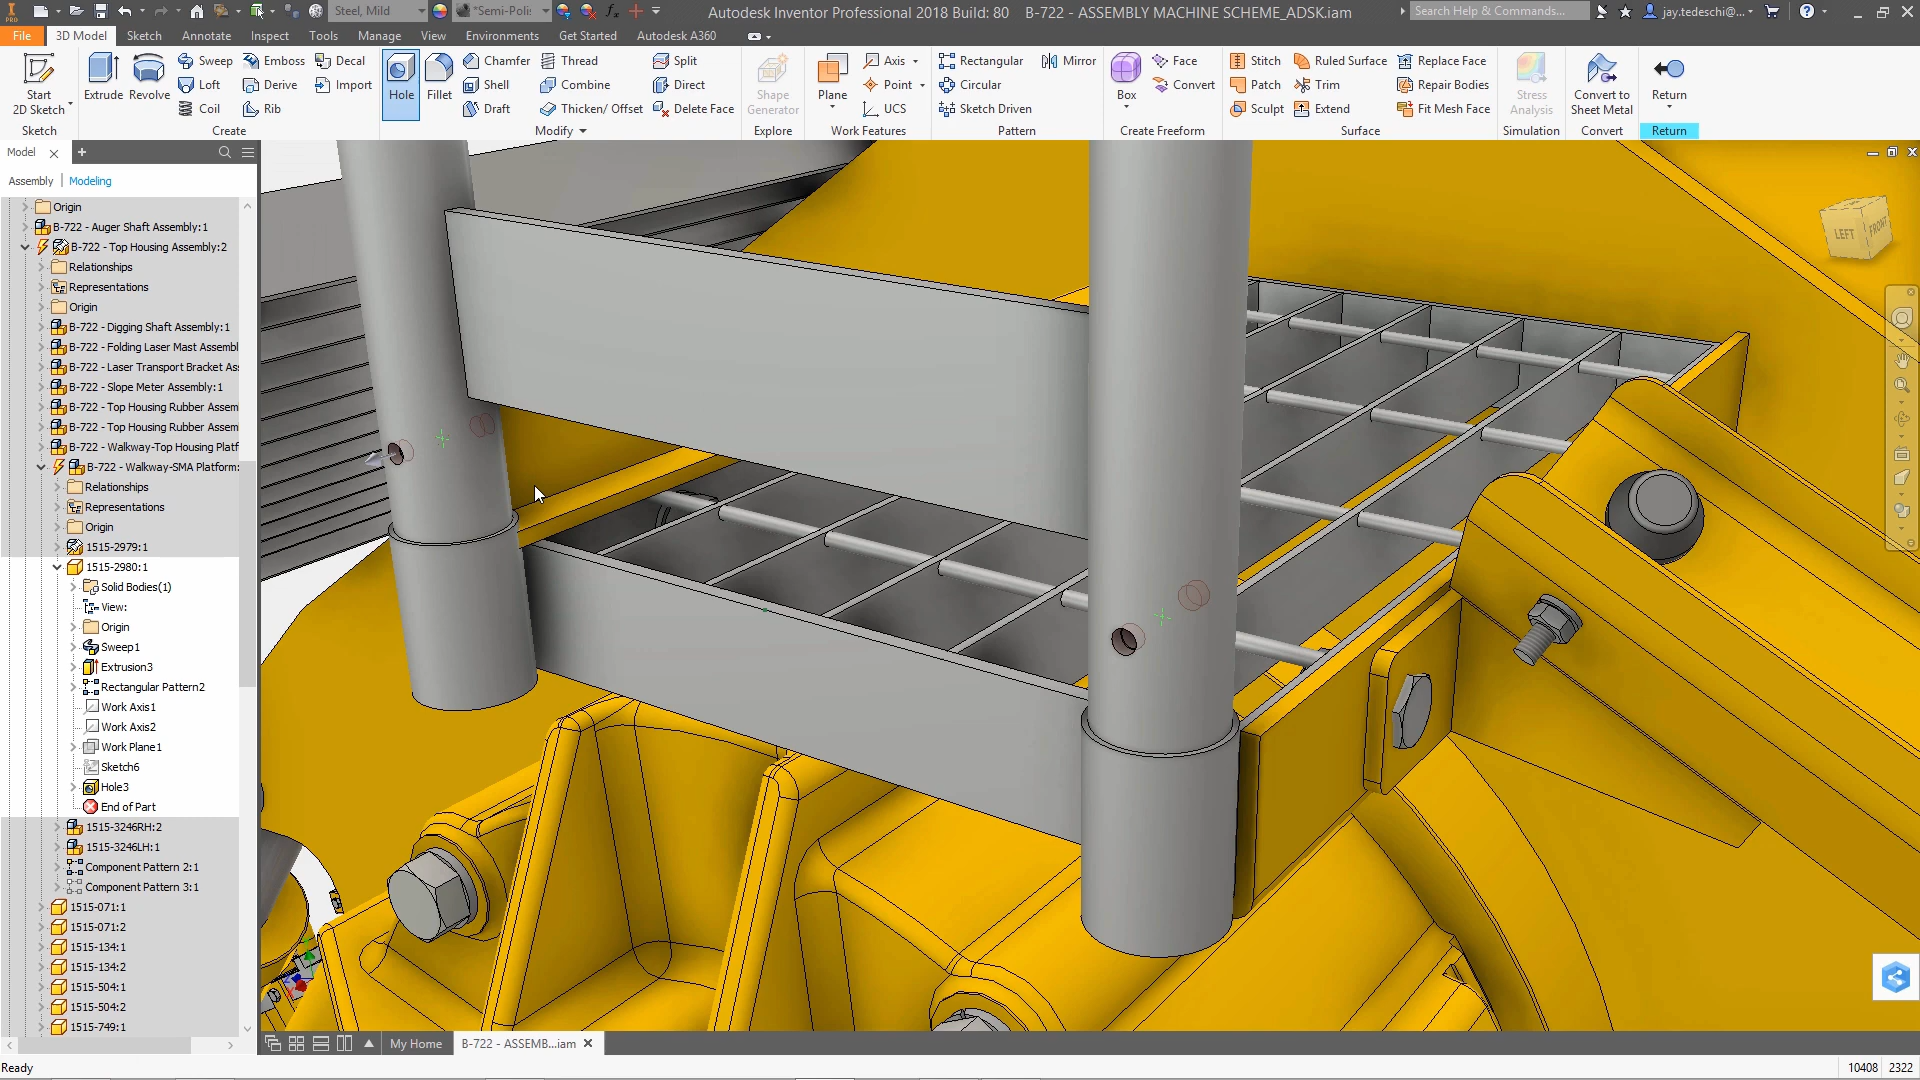 Steel, Mild
*Semi-Polis
Autodesk Inventor Professional 2018 Build: 80 B-722 - ASSEMBLY MACHINE SCHEME_ADSK.iam
Search Help & Commands...
jay.tedeschi@...
File 3D Model Sketch Annotate Inspect Tools Manage View Environments Get Started Autodesk A360
Start
2D Sketch
Sketch
Extrude
Revolve
Sweep
Loft
Coil
Emboss
Derive
Rib
Decal
Import
Create
Hole
Fillet
Chamfer
Shell
Draft
Thread
Combine
Thicken/ Offset
Split
Direct
Delete Face
Modify
Shape
Generator
Explore
Plane
Axis
Point
UCS
Work Features
Rectangular
Circular
Sketch Driven
Mirror
Pattern
Box
Face
Convert
Create Freeform
Stitch
Patch
Sculpt
Ruled Surface
Trim
Extend
Replace Face
Repair Bodies
Fit Mesh Face
Surface
Stress
Analysis
Simulation
Convert to
Sheet Metal
Convert
Return
Return
Model
Assembly
Modeling
Origin
B-722 - Auger Shaft Assembly:1
B-722 - Top Housing Assembly:2
Relationships
Representations
Origin
B-722 - Digging Shaft Assembly:1
B-722 - Folding Laser Mast Assembl
B-722 - Laser Transport Bracket Ass
B-722 - Slope Meter Assembly:1
B-722 - Top Housing Rubber Assem
B-722 - Top Housing Rubber Assem
B-722 - Walkway-Top Housing Platf
B-722 - Walkway-SMA Platform:
Relationships
Representations
Origin
1515-2979:1
1515-2980:1
Solid Bodies(1)
View:
Origin
Sweep1
Extrusion3
Rectangular Pattern2
Work Axis1
Work Axis2
Work Plane1
Sketch6
Hole3
End of Part
1515-3246RH:2
1515-3246LH:1
Component Pattern 2:1
Component Pattern 3:1
1515-071:1
1515-071:2
1515-134:1
1515-134:2
1515-504:1
1515-504:2
1515-749:1
LEFT
FRONT
My Home
B-722 - ASSEMB...iam
Ready
10408 2322